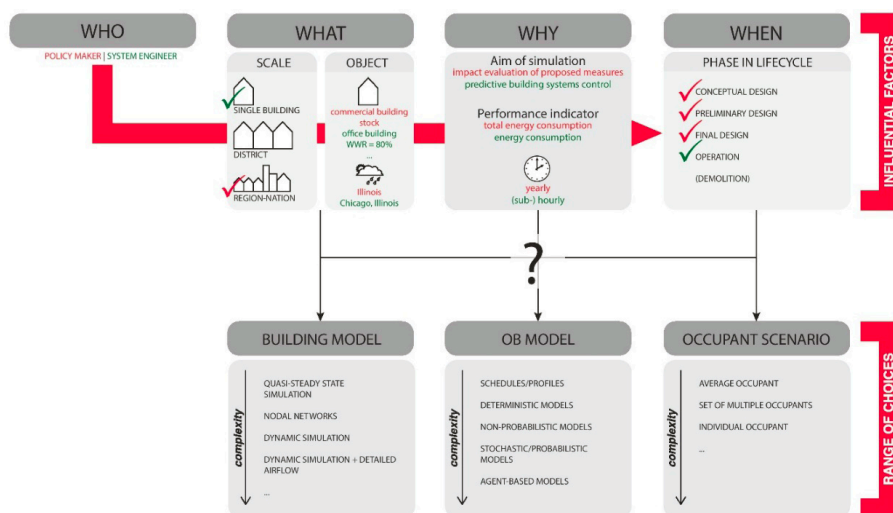 WHO
WHAT
WHY
WHEN
POLICY MAKER | SYSTEM ENGINEER
SCALE
SINGLE BUILDING
DISTRICT
REGION-NATION
OBJECT
commercial building
stock
office building
WWR = 80%
...
Illinois
Chicago, Illinois
Aim of simulation
impact evaluation of proposed measures
predictive building systems control
Performance indicator
total energy consumption
energy consumption
yearly
(sub-) hourly
PHASE IN LIFECYCLE
CONCEPTUAL DESIGN
PRELIMINARY DESIGN
FINAL DESIGN
OPERATION
(DEMOLITION)
INFLUENTIAL FACTORS
?
BUILDING MODEL
complexity
QUASI-STEADY STATE
SIMULATION
NODAL NETWORKS
DYNAMIC SIMULATION
DYNAMIC SIMULATION + DETAILED
AIRFLOW
...
OB MODEL
complexity
SCHEDULES/PROFILES
DETERMINISTIC MODELS
NON-PROBABILISTIC MODELS
STOCHASTIC/PROBABILISTIC
MODELS
AGENT-BASED MODELS
OCCUPANT SCENARIO
complexity
AVERAGE OCCUPANT
SET OF MULTIPLE OCCUPANTS
INDIVIDUAL OCCUPANT
...
RANGE OF CHOICES